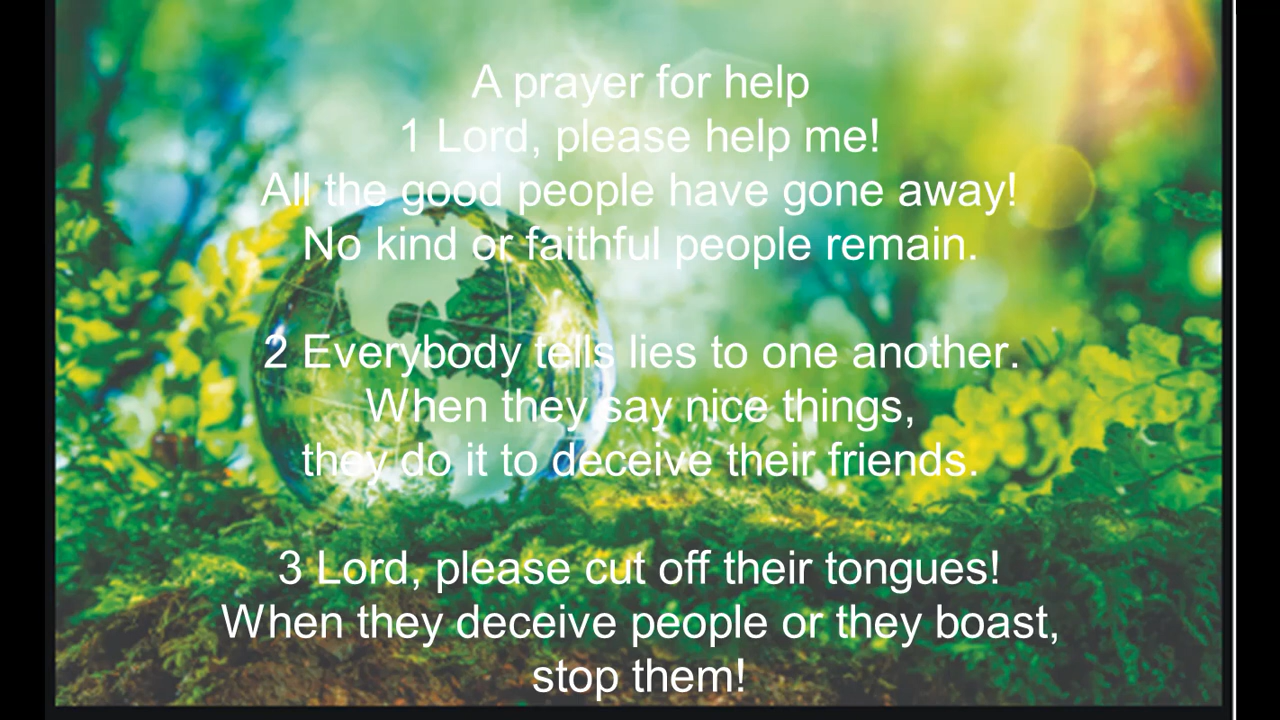 A prayer for help
1 Lord, please help me!
All the good people have gone away!
No kind or faithful people remain.
2 Everybody tells lies to one another.
When they say nice things,
they do it to deceive their friends.
3 Lord, please cut off their tongues!
When they deceive people or they boast,
stop them!